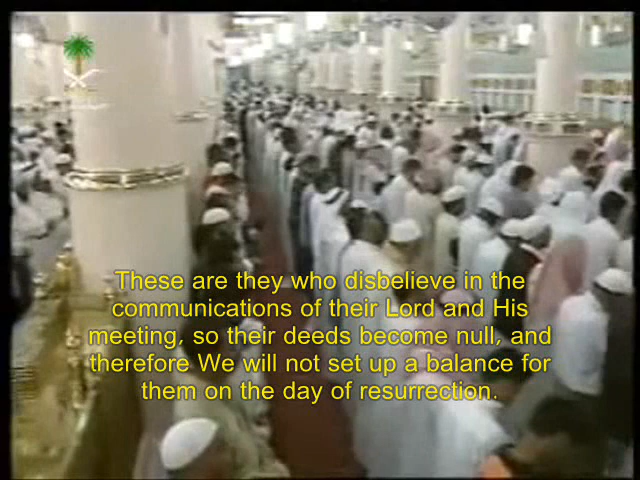 These are they who disbelieve in the
communications of their Lord and His
meeting, so their deeds become null, and
therefore We will not set up a balance for
them on the day of resurrection.